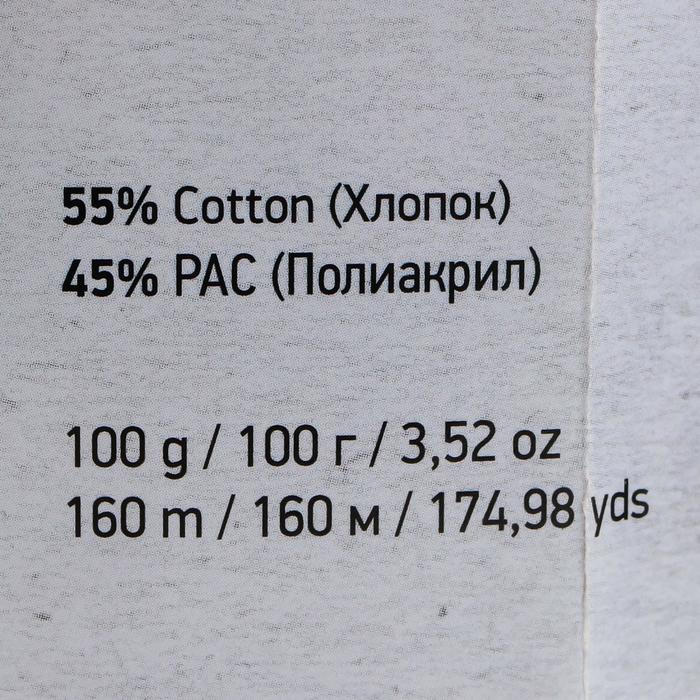 55% Cotton (Хлопок)
45% PAC (Полиакрил)
100 g / 100 г / 3,52 oz
160 m / 160 м / 174,98 yds